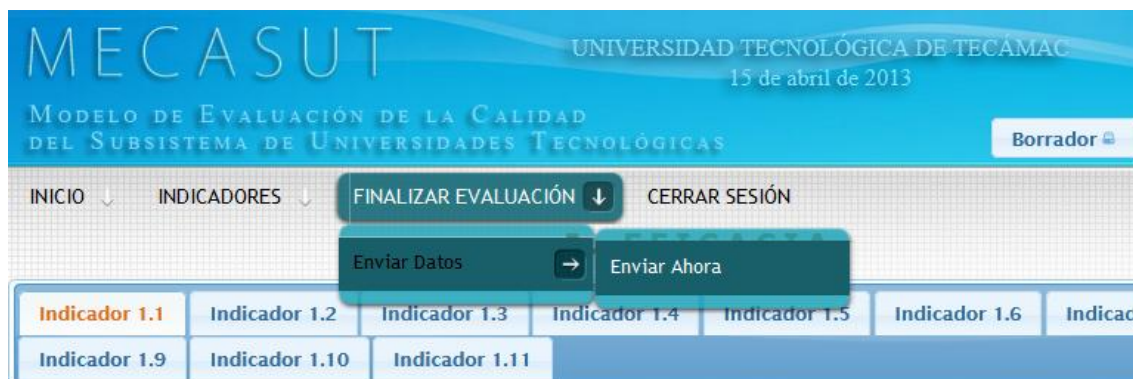 MECASUT
UNIVERSIDAD TECNOLÓGICA DE TECÁMAC
15 de abril de 2013
MODELO DE EVALUACIÓN DE LA CALIDAD
DEL SUBSISTEMA DE UNIVERSIDADES TECNOLÓGICAS
Borrador
INICIO
INDICADORES
FINALIZAR EVALUACIÓN
CERRAR SESIÓN
Enviar Datos
Enviar Ahora
Indicador 1.1
Indicador 1.2
Indicador 1.3
Indicador 1.4
Indicador 1.5
Indicador 1.6
Indicador 1.9
Indicador 1.10
Indicador 1.11